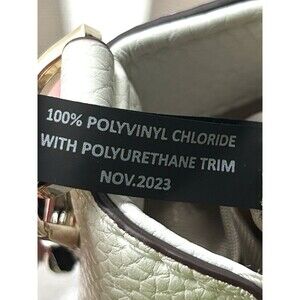 100% POLYVINYL CHLORIDE
WITH POLYURETHANE TRIM
NOV.2023